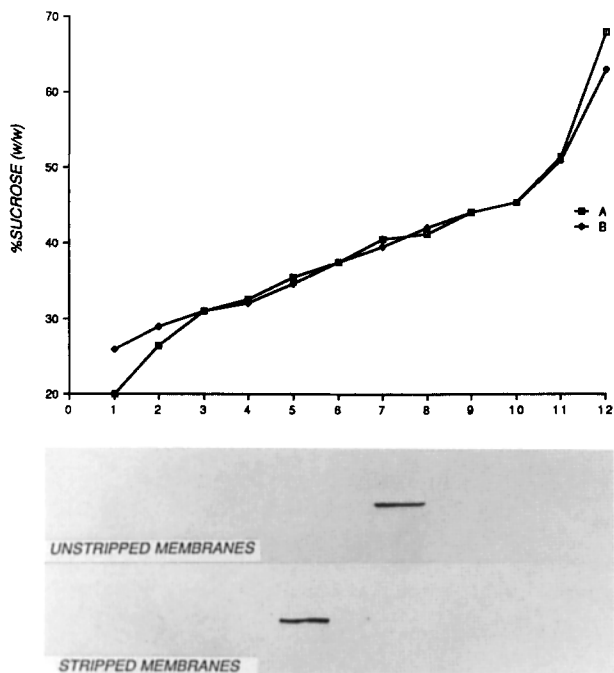 70
60
50
40
30
20
%SUCROSE (w/w)
A
B
0 1 2 3 4 5 6 7 8 9 10 11 12
UNSTRIPPED MEMBRANES
STRIPPED MEMBRANES